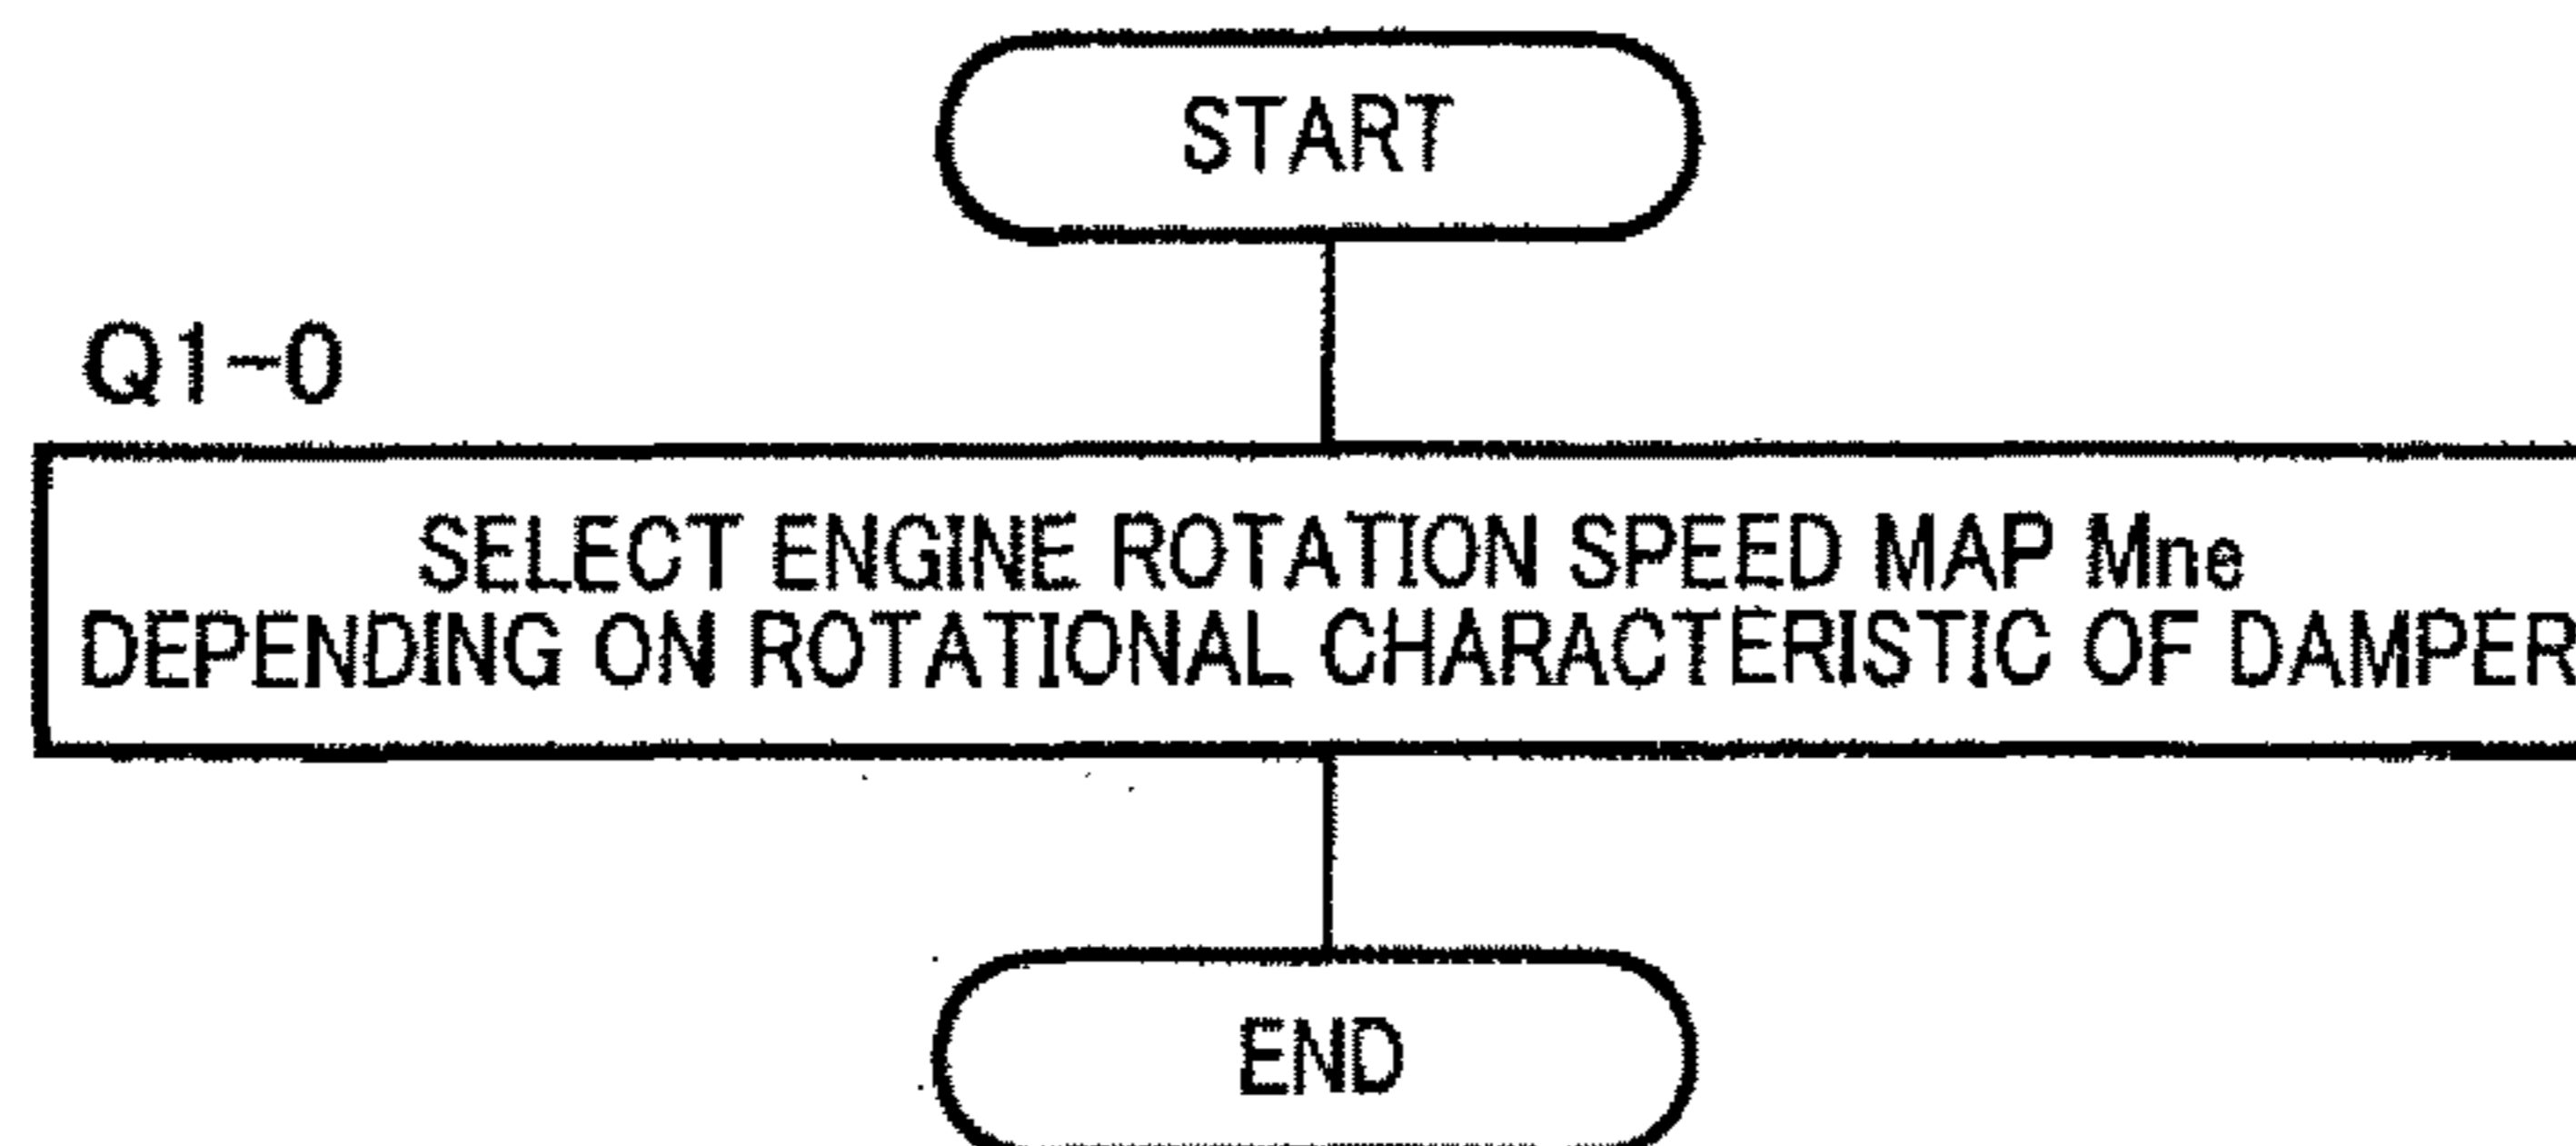 START
Q1-0
SELECT ENGINE ROTATION SPEED MAP Mne
DEPENDING ON ROTATIONAL CHARACTERISTIC OF DAMPER
END